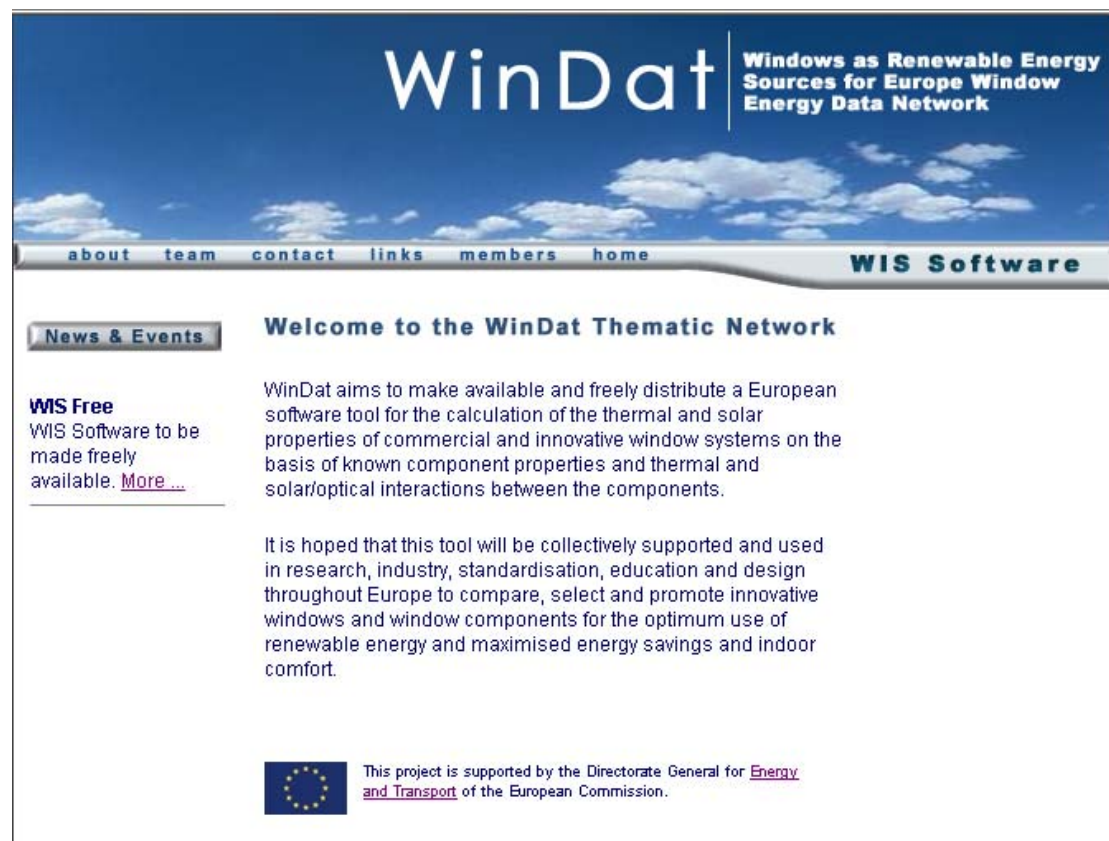 WinDat
Windows as Renewable Energy
Sources for Europe Window
Energy Data Network
about team contact links members home
WIS Software
News & Events
WIS Free
WIS Software to be
made freely
available. More ...
Welcome to the WinDat Thematic Network
WinDat aims to make available and freely distribute a European
software tool for the calculation of the thermal and solar
properties of commercial and innovative window systems on the
basis of known component properties and thermal and
solar/optical interactions between the components.
It is hoped that this tool will be collectively supported and used
in research, industry, standardisation, education and design
throughout Europe to compare, select and promote innovative
windows and window components for the optimum use of
renewable energy and maximised energy savings and indoor
comfort.
This project is supported by the Directorate General for Energy
and Transport of the European Commission.